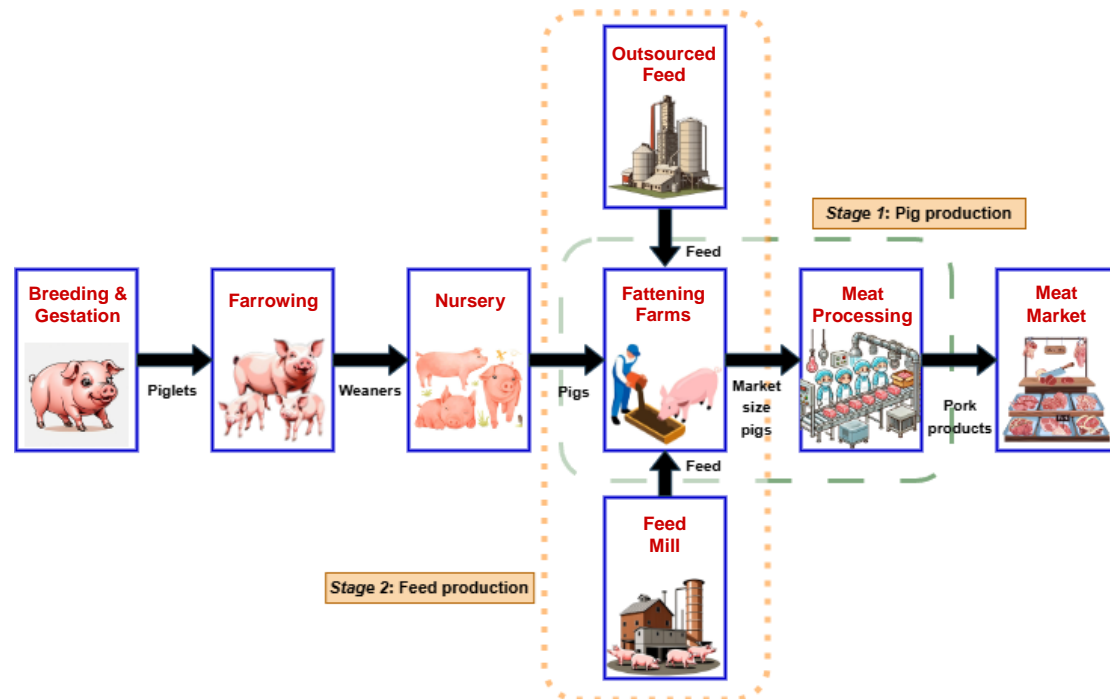 Outsourced
Feed
Stage 1: Pig production
Feed
Breeding &
Gestation
Piglets
Farrowing
Weaners
Nursery
Pigs
Fattening
Farms
Market
size
pigs
Meat
Processing
Pork
products
Meat
Market
Feed
Feed
Mill
Stage 2: Feed production